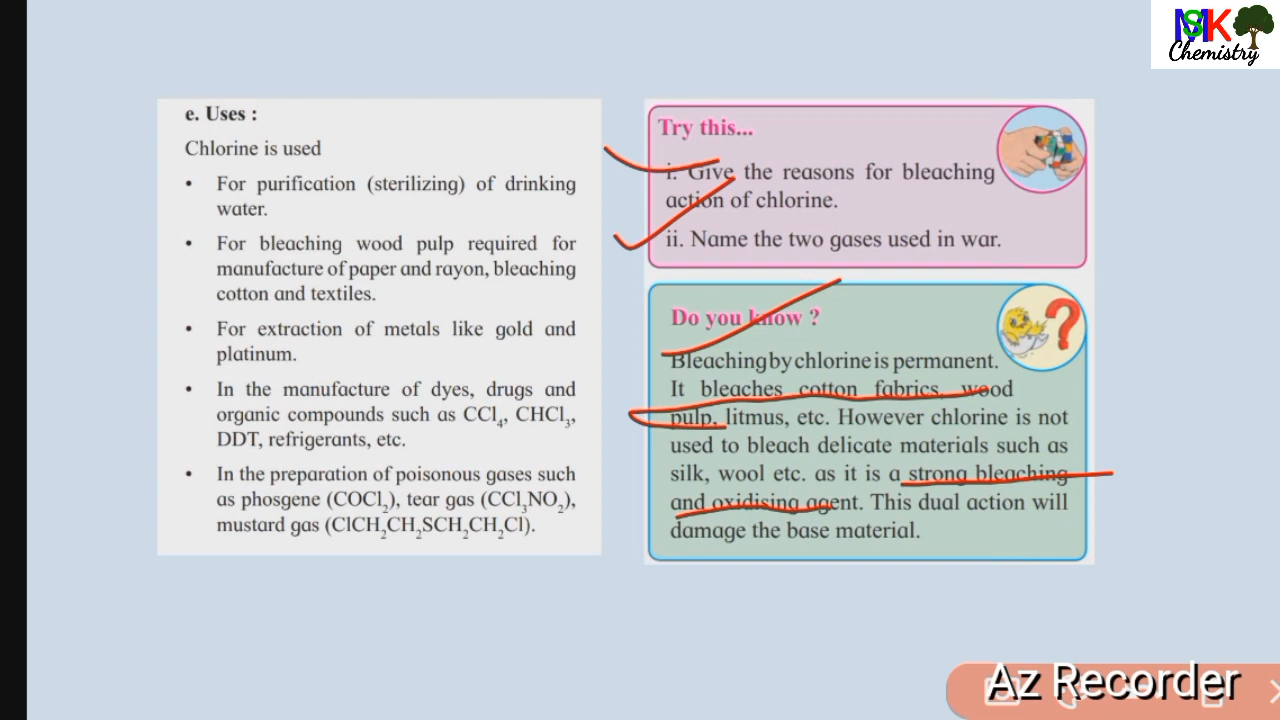 MSK
Chemistry
e. Uses :
Chlorine is used
• For purification (sterilizing) of drinking
water.
• For bleaching wood pulp required for
manufacture of paper and rayon, bleaching
cotton and textiles.
• For extraction of metals like gold and
platinum.
• In the manufacture of dyes, drugs and
organic compounds such as CCl₄, CHCl₃,
DDT, refrigerants, etc.
• In the preparation of poisonous gases such
as phosgene (COCl₂), tear gas (CCl₃NO₂),
mustard gas (ClCH₂CH₂SCH₂CH₂Cl).
Try this...
i. Give the reasons for bleaching
action of chlorine.
ii. Name the two gases used in war.
Do you know ?
Bleaching by chlorine is permanent.
It bleaches cotton fabrics, wood
pulp, litmus, etc. However chlorine is not
used to bleach delicate materials such as
silk, wool etc. as it is a strong bleaching
and oxidising agent. This dual action will
damage the base material.
Az Recorder